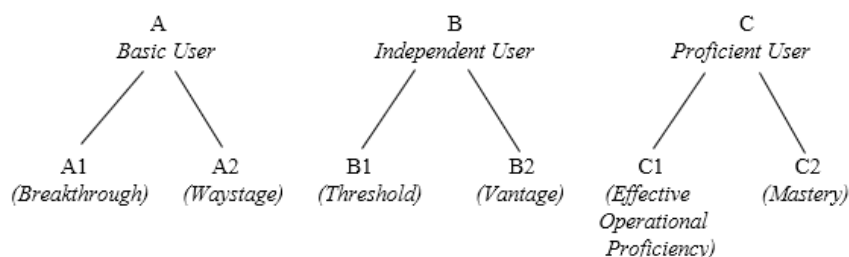 A B C
Basic User Independent User Proficient User
A1 A2 B1 B2 C1 C2
(Breakthrough) (Waystage) (Threshold) (Vantage) (Effective (Mastery)
Operational
Proficiency)